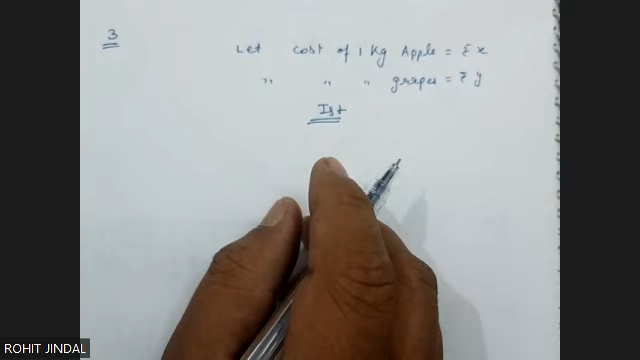 3
Let cost of 1 Kg Apple = ₹ x
,, ,, ,, grapes = ₹ y
Ist
ROHIT JINDAL